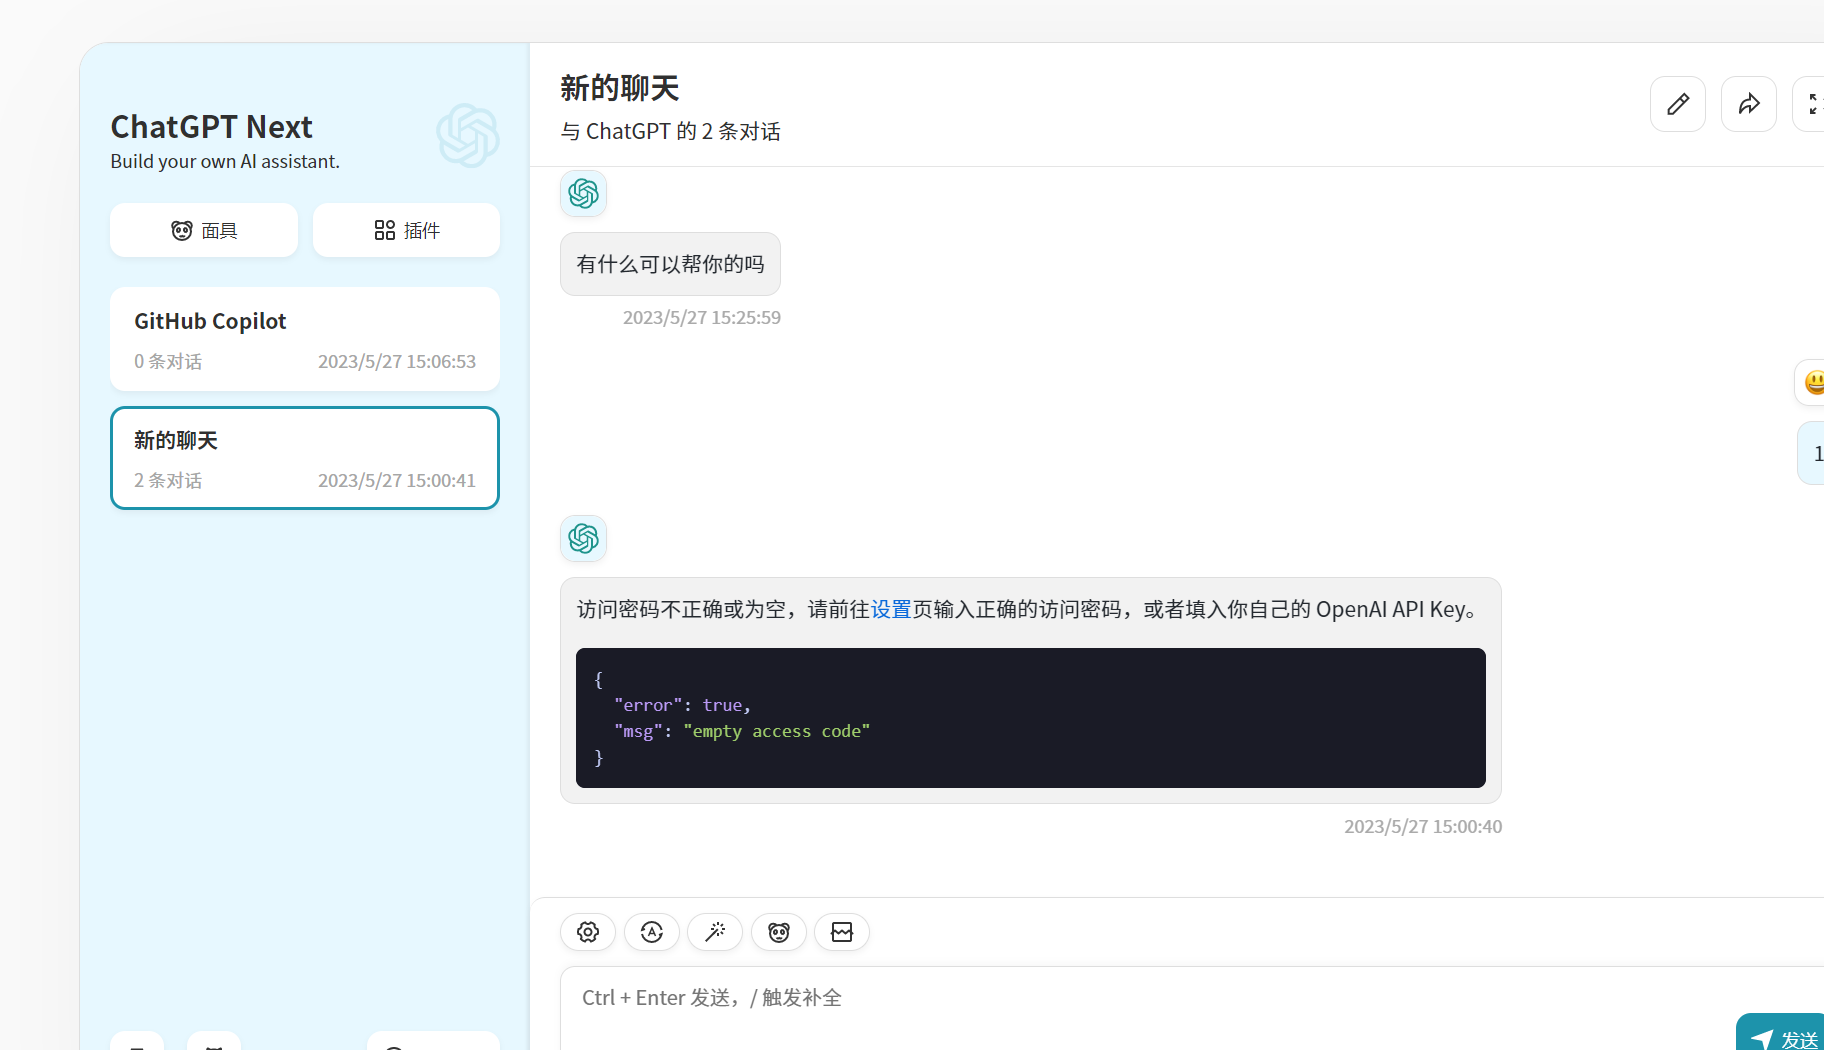 ChatGPT Next
Build your own AI assistant.
面具
插件
GitHub Copilot
0 条对话
2023/5/27 15:06:53
新的聊天
2 条对话
2023/5/27 15:00:41
新的聊天
与 ChatGPT 的 2 条对话
有什么可以帮你的吗
2023/5/27 15:25:59
1
访问密码不正确或为空，请前往设置页输入正确的访问密码，或者填入你自己的 OpenAI API Key。
{
"error": true,
"msg": "empty access code"
}
2023/5/27 15:00:40
Ctrl + Enter 发送，/ 触发补全
发送